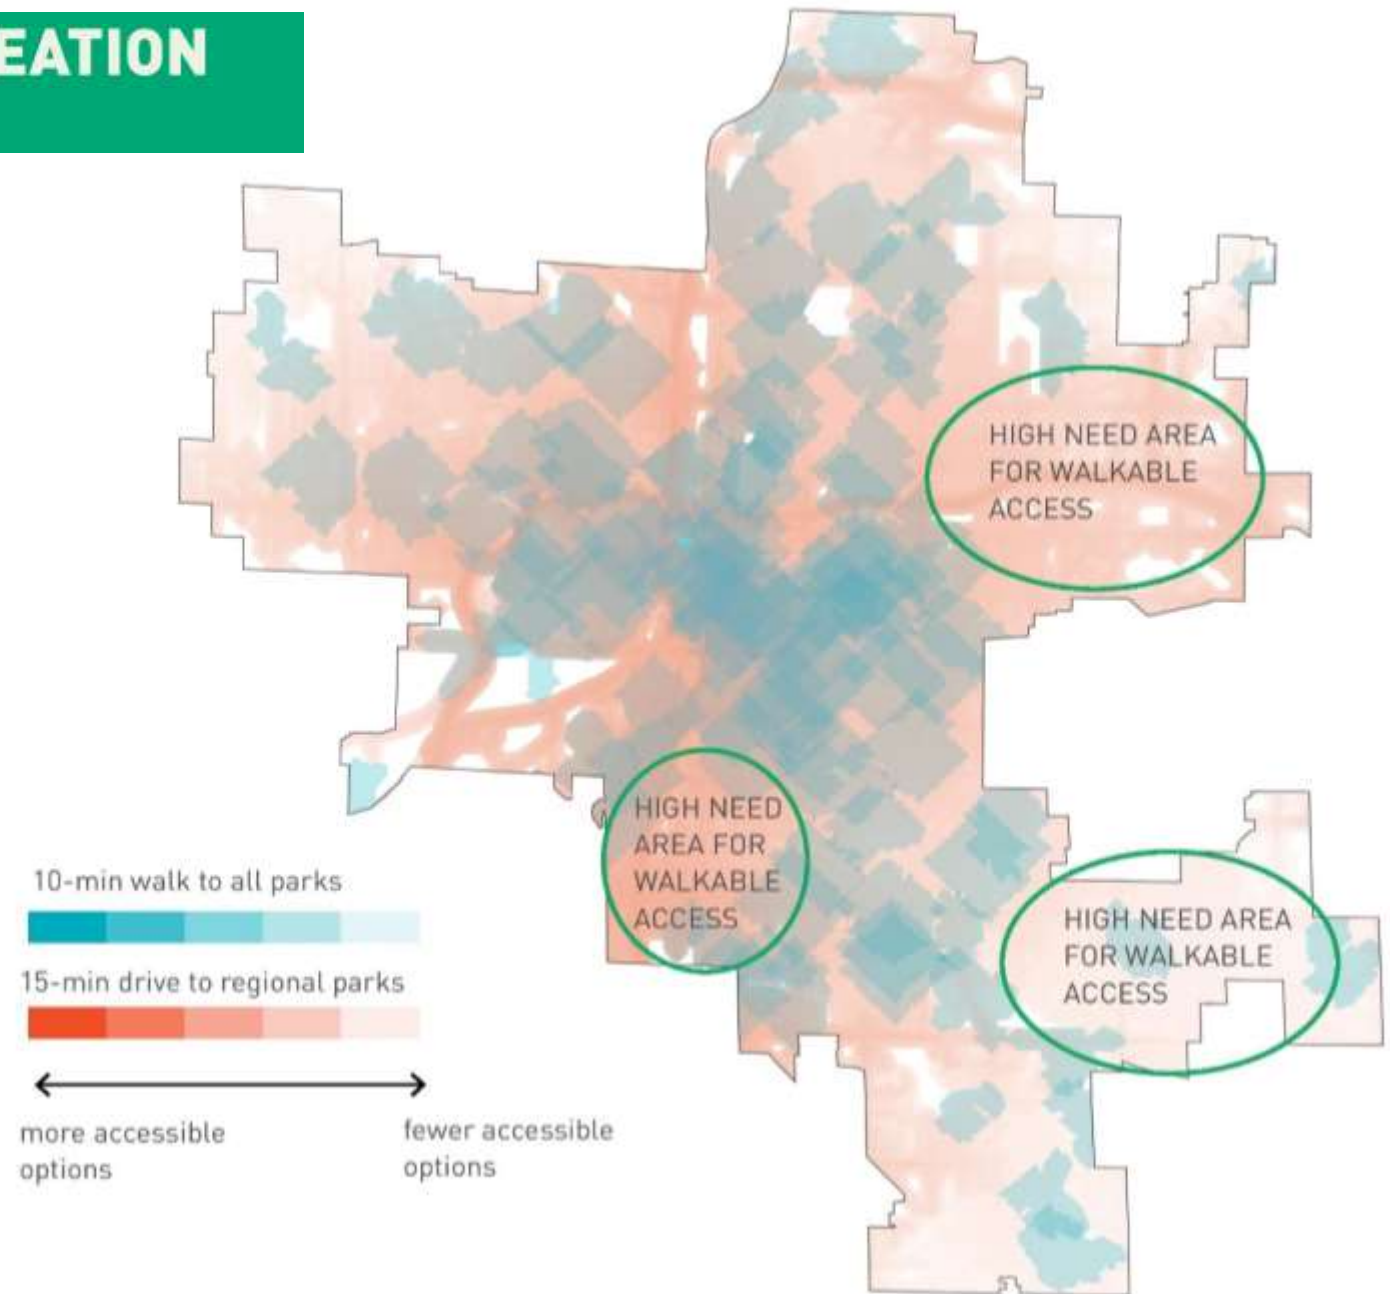 EATION
HIGH NEED AREA
FOR WALKABLE
ACCESS
HIGH NEED
AREA FOR
WALKABLE
ACCESS
10-min walk to all parks
HIGH NEED AREA
FOR WALKABLE
ACCESS
15-min drive to regional parks
more accessible
options
fewer accessible
options